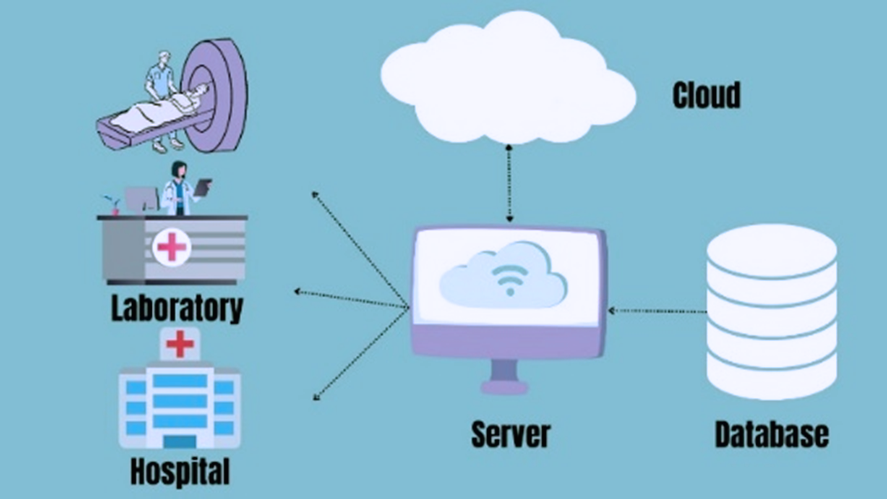 Cloud
Laboratory
Server
Database
Hospital